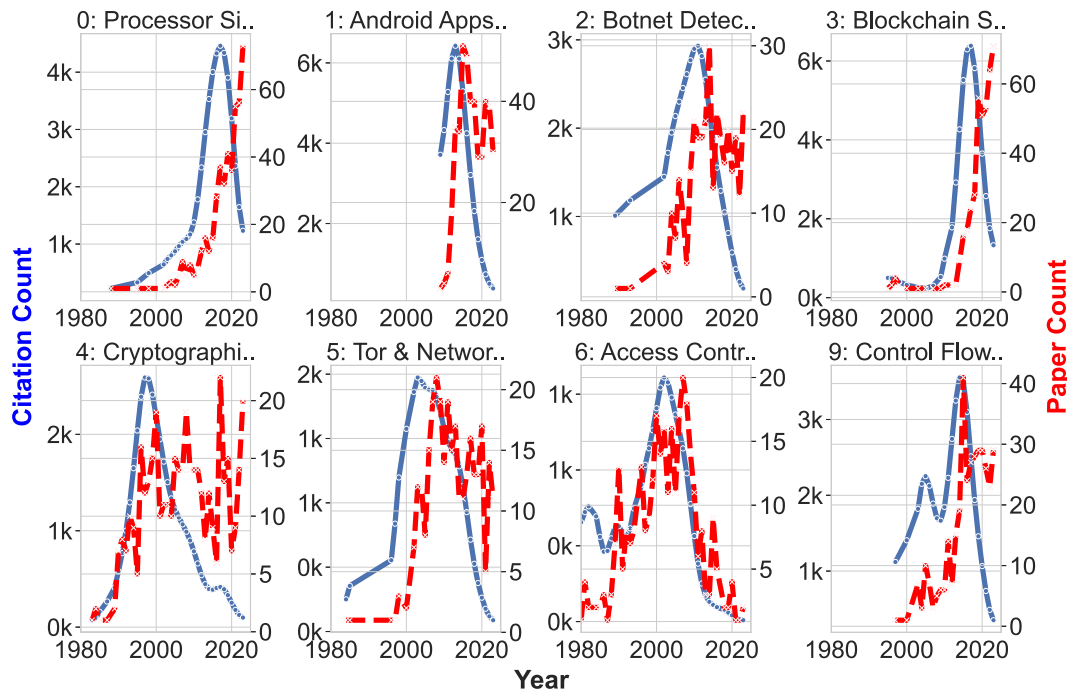 0: Processor Si.. 1: Android Apps.. 2: Botnet Detec.. 3: Blockchain S..
4k 3k 2k 1k 60 40 20 0
6k 4k 2k 40 20
3k 2k 1k 30 20 10 0
6k 4k 2k 0k 60 40 20 0
1980 2000 2020 1980 2000 2020 1980 2000 2020 1980 2000 2020
4: Cryptographi.. 5: Tor & Networ.. 6: Access Contr.. 9: Control Flow..
2k 1k 0k 20 15 10 5 0
2k 1k 1k 0k 0k 20 15 10 5 0
1k 1k 0k 0k 20 15 10 5
3k 2k 1k 40 30 20 10 0
1980 2000 2020 1980 2000 2020 1980 2000 2020 1980 2000 2020
Citation Count
Paper Count
Year